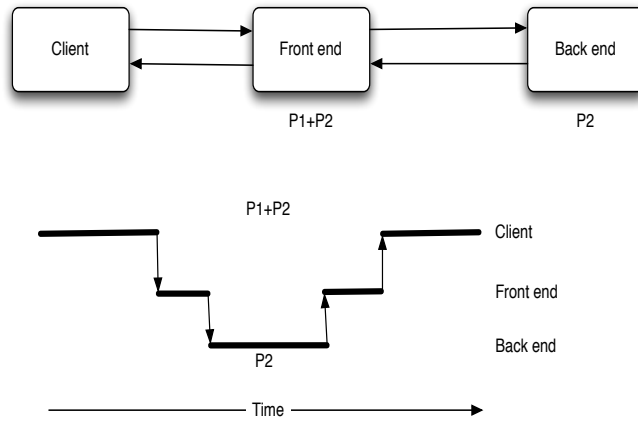 Client
Front end
Back end
P1+P2
P2
P1+P2
Client
Front end
Back end
P2
Time